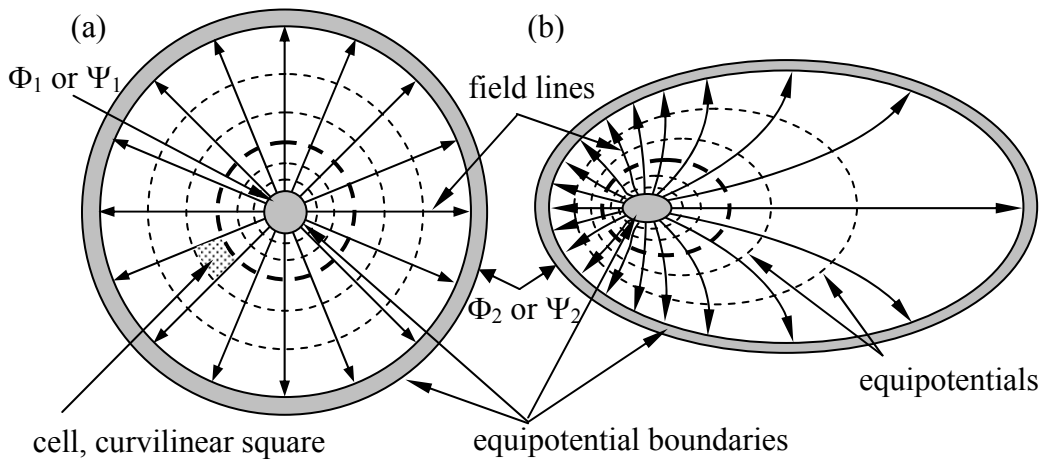 (a)
(b)
Φ₁ or Ψ₁
field lines
Φ₂ or Ψ₂
equipotentials
cell, curvilinear square
equipotential boundaries